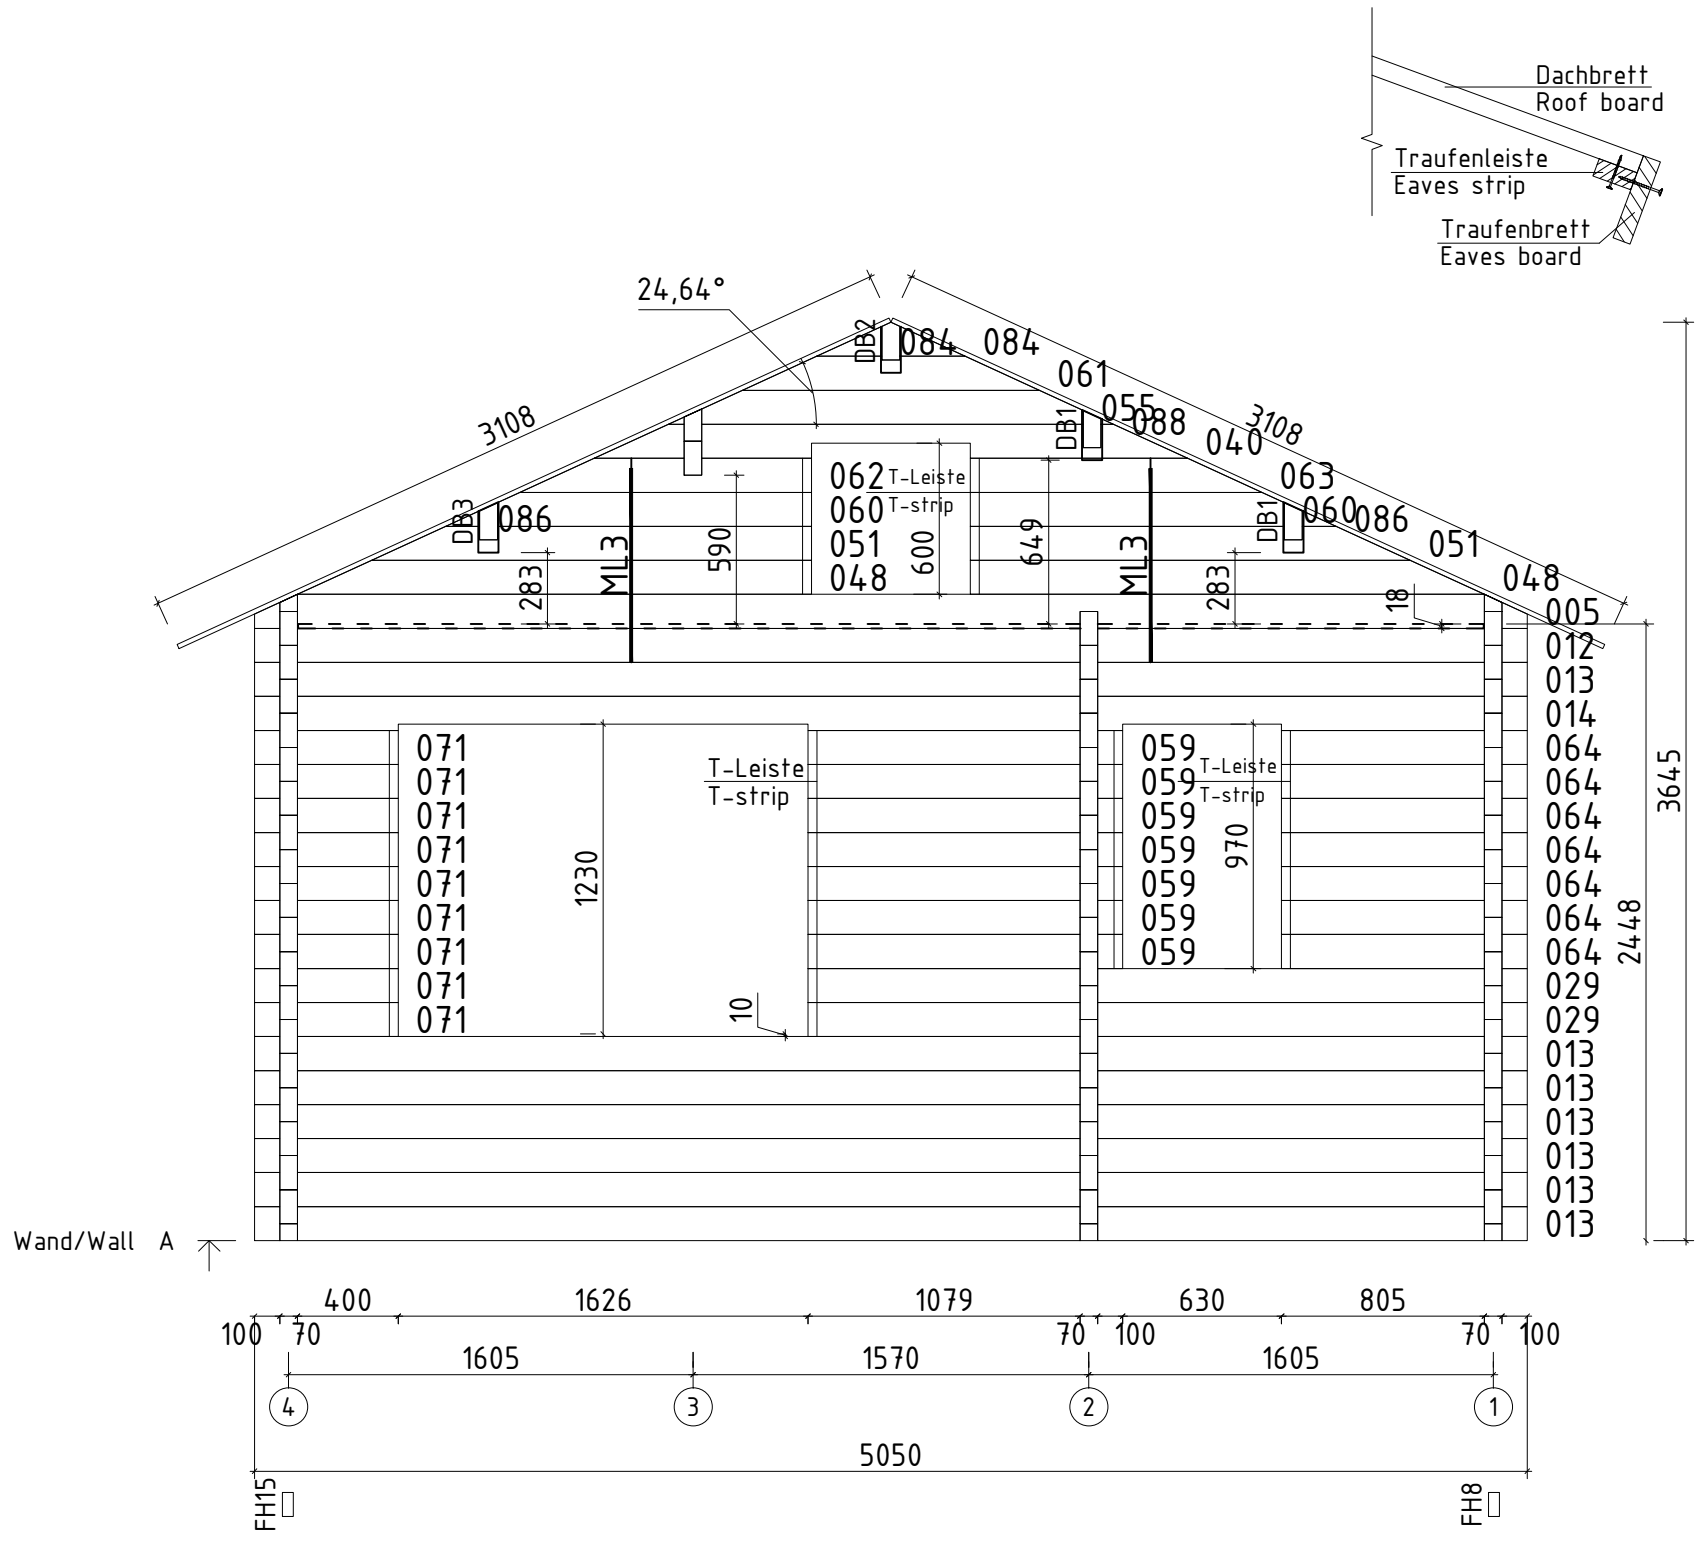 Dachbrett
Roof board
Traufenleiste
Eaves strip
Traufenbrett
Eaves board
24,64°
3108
3108
DB2
084
084
061
DB1
055
088
040
063
DB3
086
DB1
060
086
051
048
005
012
013
014
064
064
064
064
064
064
064
029
029
013
013
013
013
013
013
062
060
051
048
T-Leiste
T-strip
600
590
649
283
ML3
ML3
283
18
071
071
071
071
071
071
071
071
071
1230
T-Leiste
T-strip
10
059
059
059
059
059
059
059
T-Leiste
T-strip
970
2448
3645
Wand/Wall A
400 1626 1079 630 805
100 70 70 100 70 100
1605 1570 1605
4 3 2 1
5050
FH15 FH8